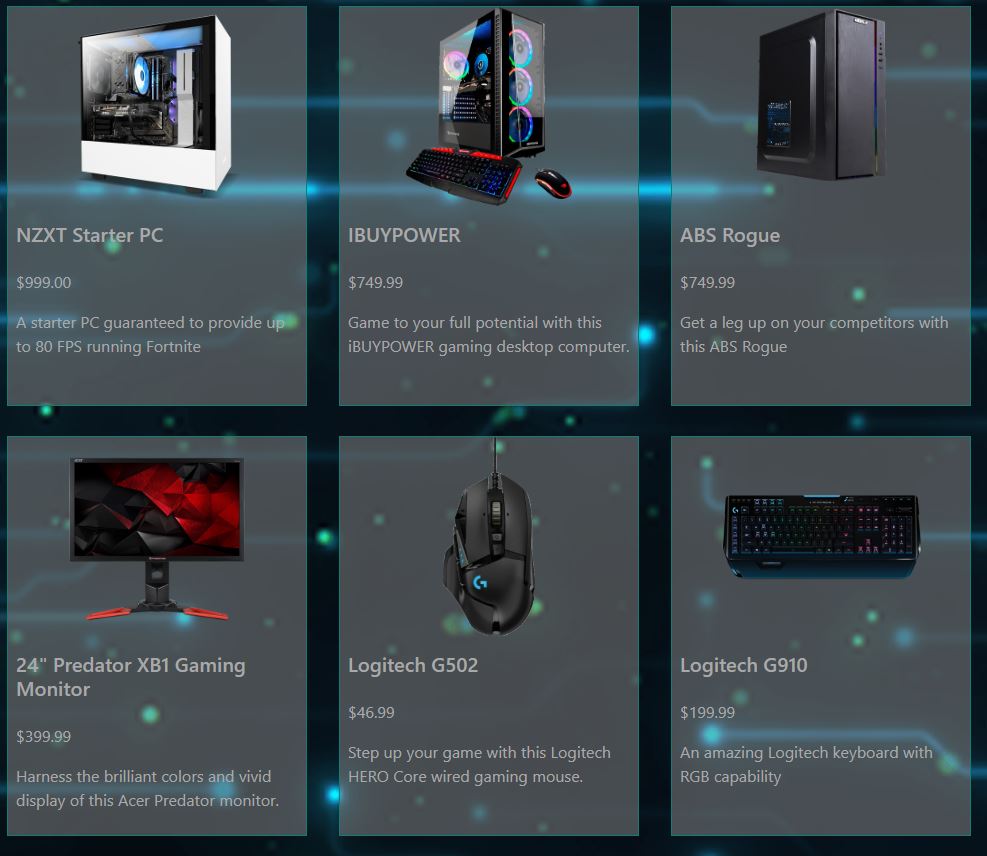 NZXT Starter PC
$999.00
A starter PC guaranteed to provide up
to 80 FPS running Fortnite
IBUYPOWER
$749.99
Game to your full potential with this
iBUYPOWER gaming desktop computer.
ABS Rogue
$749.99
Get a leg up on your competitors with
this ABS Rogue
24" Predator XB1 Gaming
Monitor
$399.99
Harness the brilliant colors and vivid
display of this Acer Predator monitor.
Logitech G502
$46.99
Step up your game with this Logitech
HERO Core wired gaming mouse.
Logitech G910
$199.99
An amazing Logitech keyboard with
RGB capability